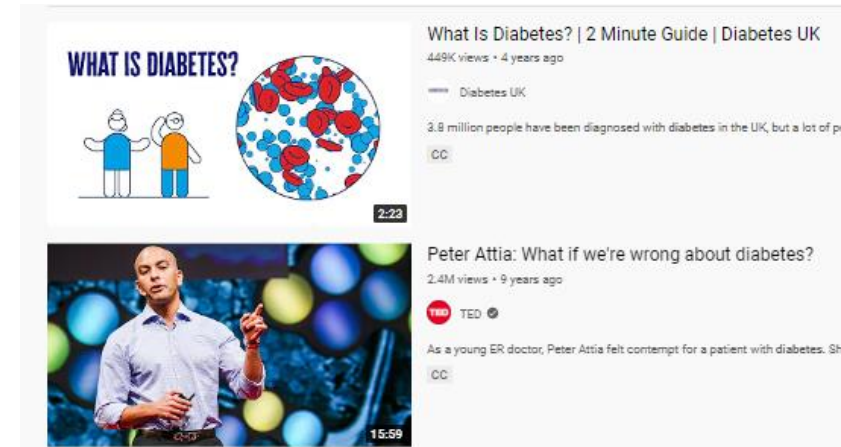 WHAT IS DIABETES?
2:23
What Is Diabetes? | 2 Minute Guide | Diabetes UK
449K views • 4 years ago
Diabetes UK
3.8 million people have been diagnosed with diabetes in the UK, but a lot of
CC
15:59
Peter Attia: What if we're wrong about diabetes?
2.4M views • 9 years ago
TED TED
As a young ER doctor, Peter Attia felt contempt for a patient with diabetes.
CC